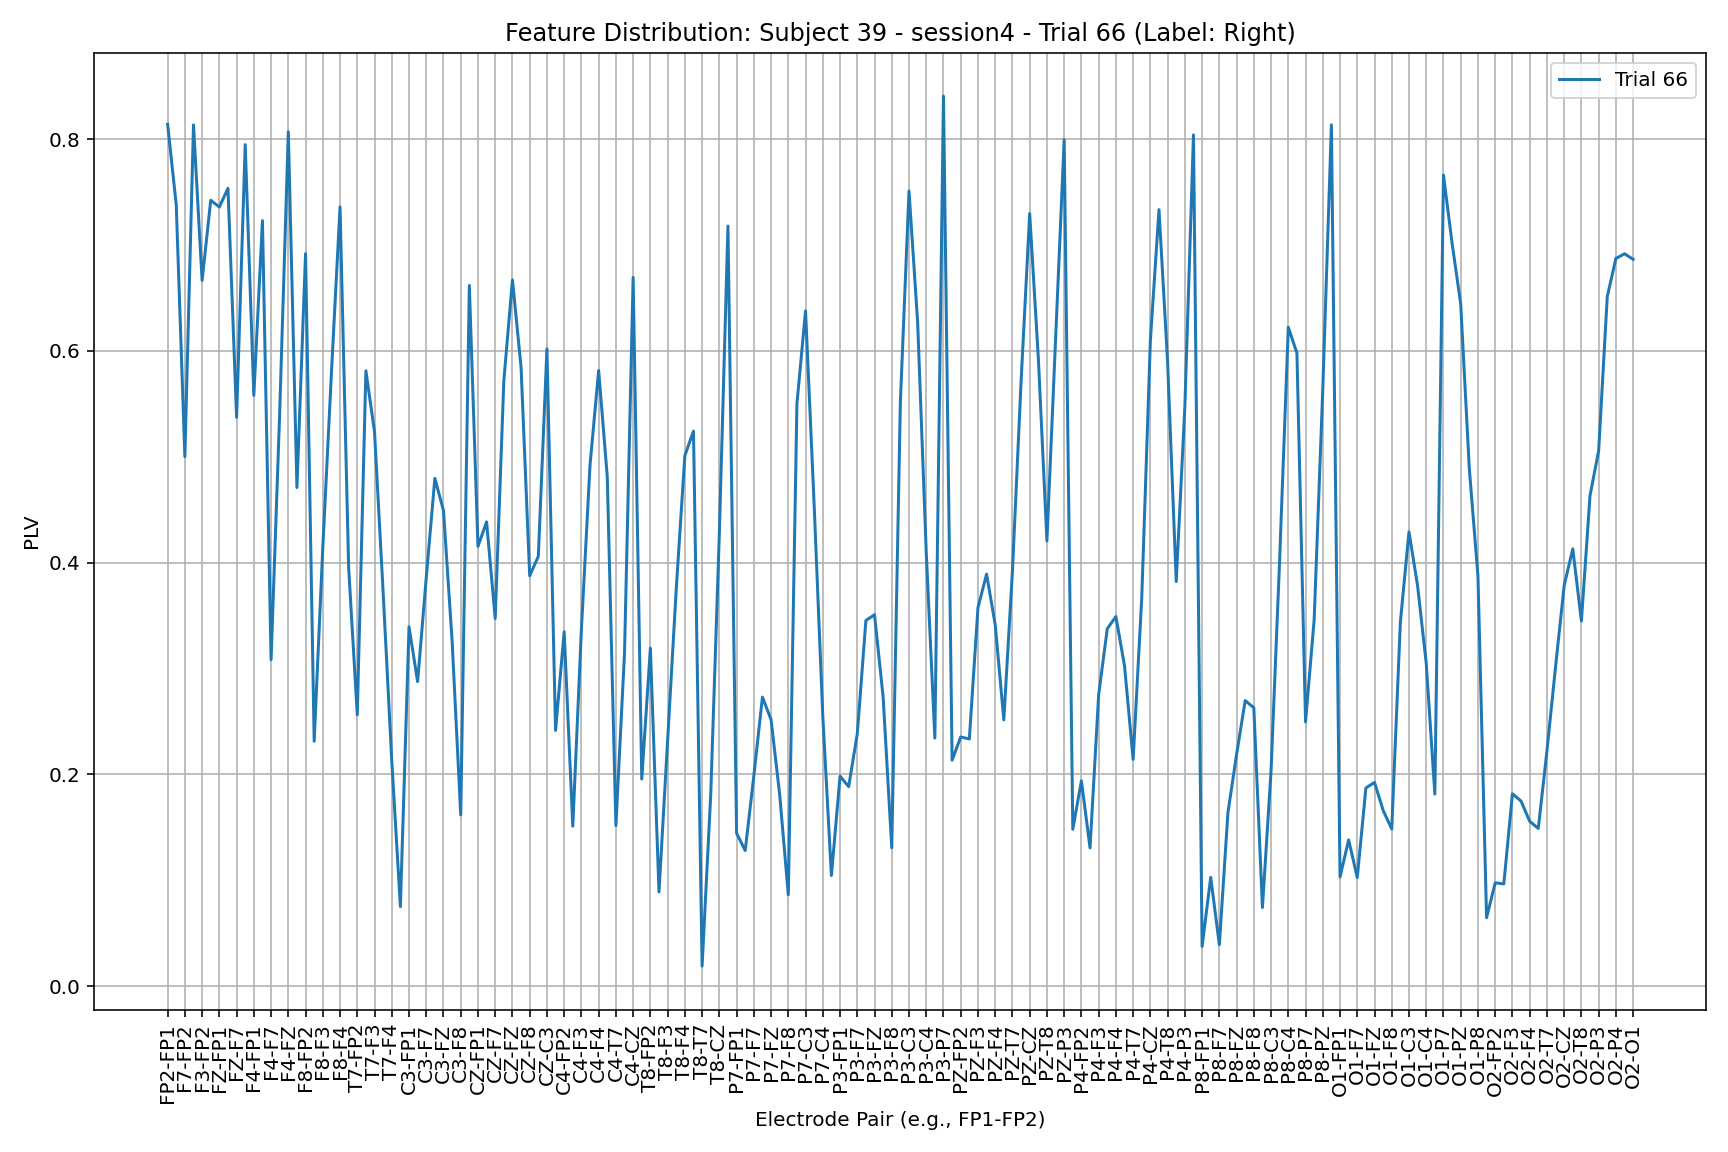 Feature Distribution: Subject 39 - session4 - Trial 66 (Label: Right)
Trial 66
PLV
0.8
0.6
0.4
0.2
0.0
FP2-FP1
F7-FP2
F3-FP2
FZ-FP1
FZ-F7
F4-FP1
F4-F7
F4-FZ
F8-FP2
F8-F3
F8-F4
T7-FP2
T7-F3
T7-F4
C3-FP1
C3-F7
C3-FZ
C3-F8
CZ-FP1
CZ-F7
CZ-FZ
CZ-F8
CZ-C3
C4-FP2
C4-F3
C4-F4
C4-T7
C4-CZ
T8-FP2
T8-F3
T8-F4
T8-T7
T8-CZ
P7-FP1
P7-F7
P7-FZ
P7-F8
P7-C3
P7-C4
P3-FP1
P3-F7
P3-FZ
P3-F8
P3-C3
P3-C4
P3-P7
PZ-FP2
PZ-F3
PZ-F4
PZ-T7
PZ-CZ
PZ-T8
PZ-P3
P4-FP2
P4-F3
P4-F4
P4-T7
P4-CZ
P4-T8
P4-P3
P8-FP1
P8-F7
P8-FZ
P8-F8
P8-C3
P8-C4
P8-P7
P8-PZ
O1-FP1
O1-F7
O1-FZ
O1-F8
O1-C3
O1-C4
O1-P7
O1-PZ
O1-P8
O2-FP2
O2-F3
O2-F4
O2-T7
O2-CZ
O2-T8
O2-P3
O2-P4
O2-O1
Electrode Pair (e.g., FP1-FP2)